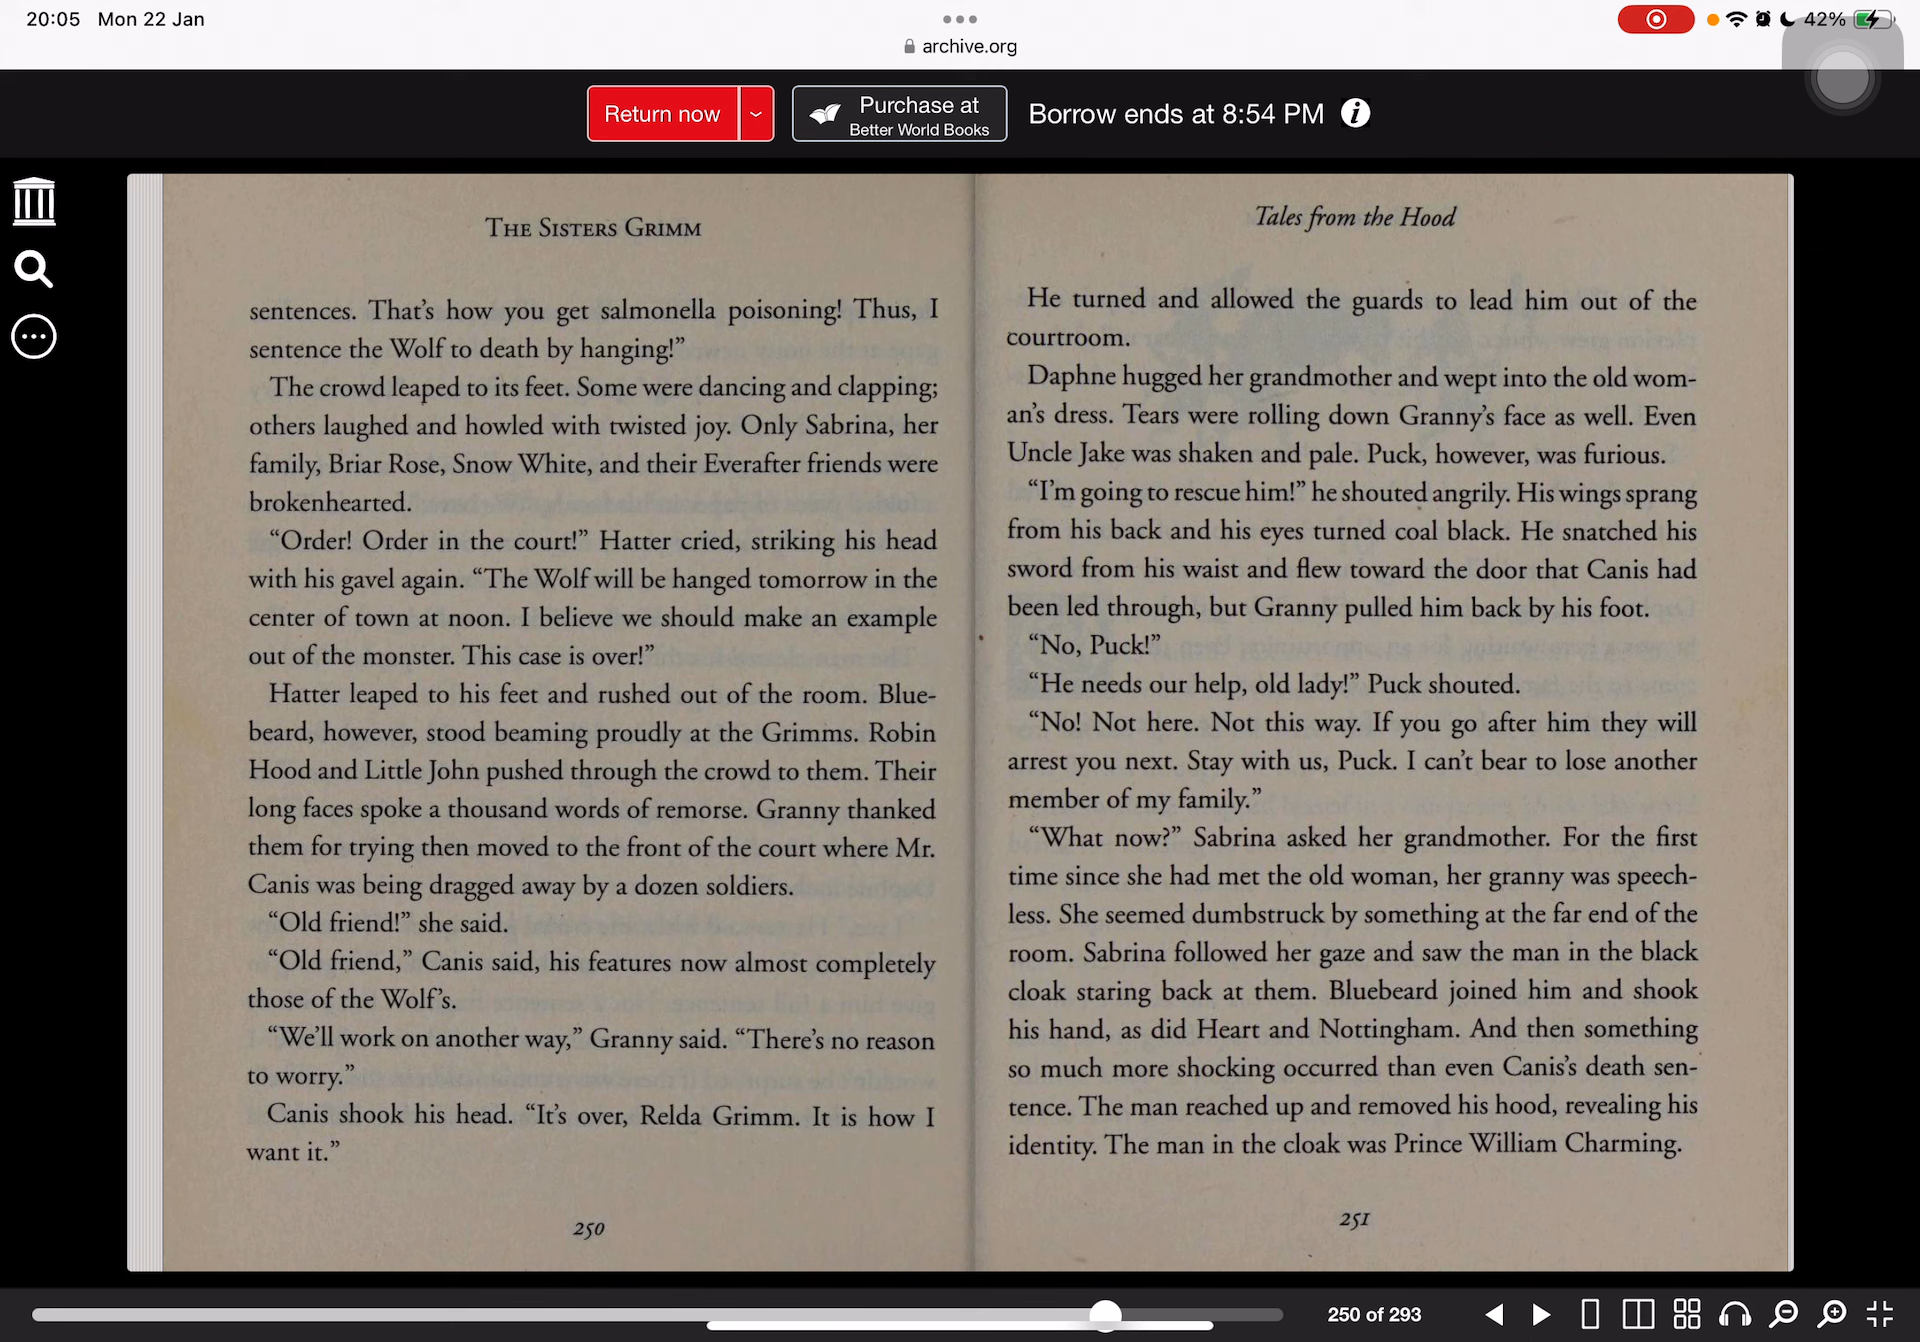 20:05 Mon 22 Jan
42%
archive.org
Return now
Purchase at
Better World Books
Borrow ends at 8:54 PM
THE SISTERS GRIMM
sentences. That’s how you get salmonella poisoning! Thus, I
sentence the Wolf to death by hanging!”
The crowd leaped to its feet. Some were dancing and clapping;
others laughed and howled with twisted joy. Only Sabrina, her
family, Briar Rose, Snow White, and their Everafter friends were
brokenhearted.
“Order! Order in the court!” Hatter cried, striking his head
with his gavel again. “The Wolf will be hanged tomorrow in the
center of town at noon. I believe we should make an example
out of the monster. This case is over!”
Hatter leaped to his feet and rushed out of the room. Blue-
beard, however, stood beaming proudly at the Grimms. Robin
Hood and Little John pushed through the crowd to them. Their
long faces spoke a thousand words of remorse. Granny thanked
them for trying then moved to the front of the court where Mr.
Canis was being dragged away by a dozen soldiers.
“Old friend!” she said.
“Old friend,” Canis said, his features now almost completely
those of the Wolf’s.
“We’ll work on another way,” Granny said. “There’s no reason
to worry.”
Canis shook his head. “It’s over, Relda Grimm. It is how I
want it.”
250
Tales from the Hood
He turned and allowed the guards to lead him out of the
courtroom.
Daphne hugged her grandmother and wept into the old wom-
an’s dress. Tears were rolling down Granny’s face as well. Even
Uncle Jake was shaken and pale. Puck, however, was furious.
“I’m going to rescue him!” he shouted angrily. His wings sprang
from his back and his eyes turned coal black. He snatched his
sword from his waist and flew toward the door that Canis had
been led through, but Granny pulled him back by his foot.
“No, Puck!”
“He needs our help, old lady!” Puck shouted.
“No! Not here. Not this way. If you go after him they will
arrest you next. Stay with us, Puck. I can’t bear to lose another
member of my family.”
“What now?” Sabrina asked her grandmother. For the first
time since she had met the old woman, her granny was speech-
less. She seemed dumbstruck by something at the far end of the
room. Sabrina followed her gaze and saw the man in the black
cloak staring back at them. Bluebeard joined him and shook
his hand, as did Heart and Nottingham. And then something
so much more shocking occurred than even Canis’s death sen-
tence. The man reached up and removed his hood, revealing his
identity. The man in the cloak was Prince William Charming.
251
250 of 293